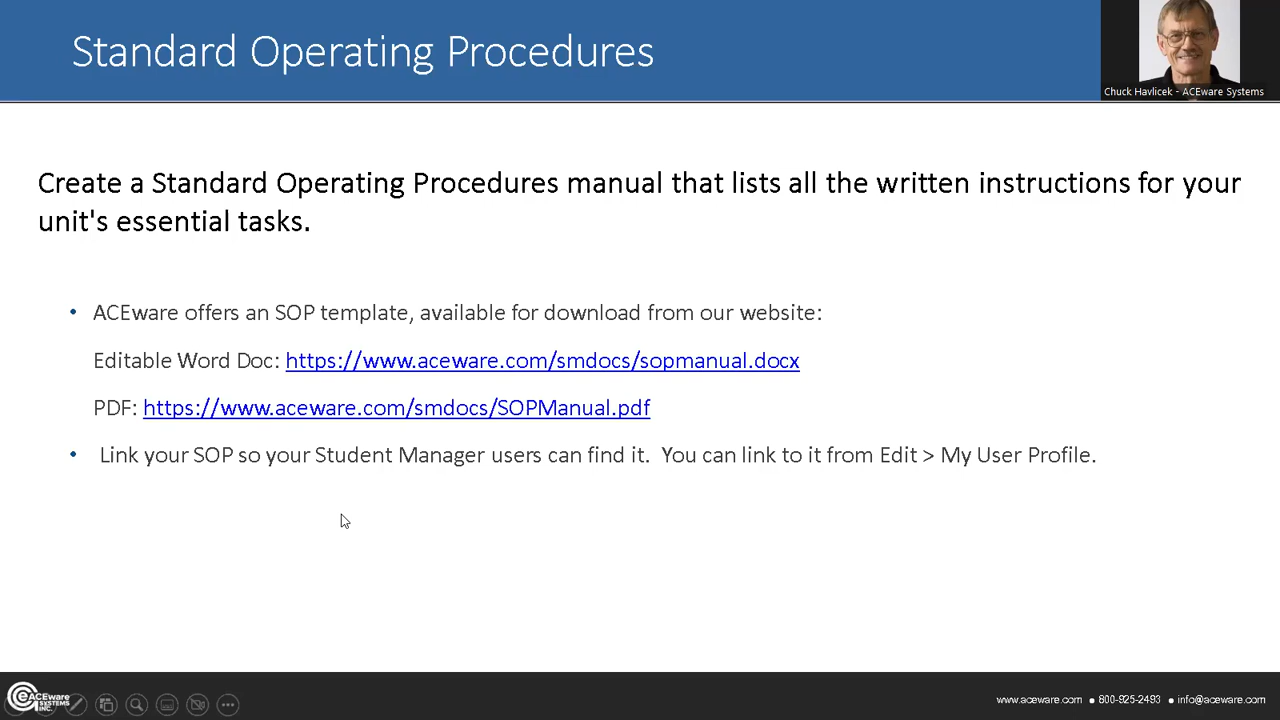 Standard Operating Procedures
Chuck Havlicek - ACEware Systems
Create a Standard Operating Procedures manual that lists all the written instructions for your
unit's essential tasks.
• ACEware offers an SOP template, available for download from our website:
Editable Word Doc: https://www.aceware.com/smdocs/sopmanual.docx
PDF: https://www.aceware.com/smdocs/SOPManual.pdf
• Link your SOP so your Student Manager users can find it.  You can link to it from Edit > My User Profile.
ACEware
SYSTEMS
INC.
www.aceware.com ● 800-925-2493 ● info@aceware.com